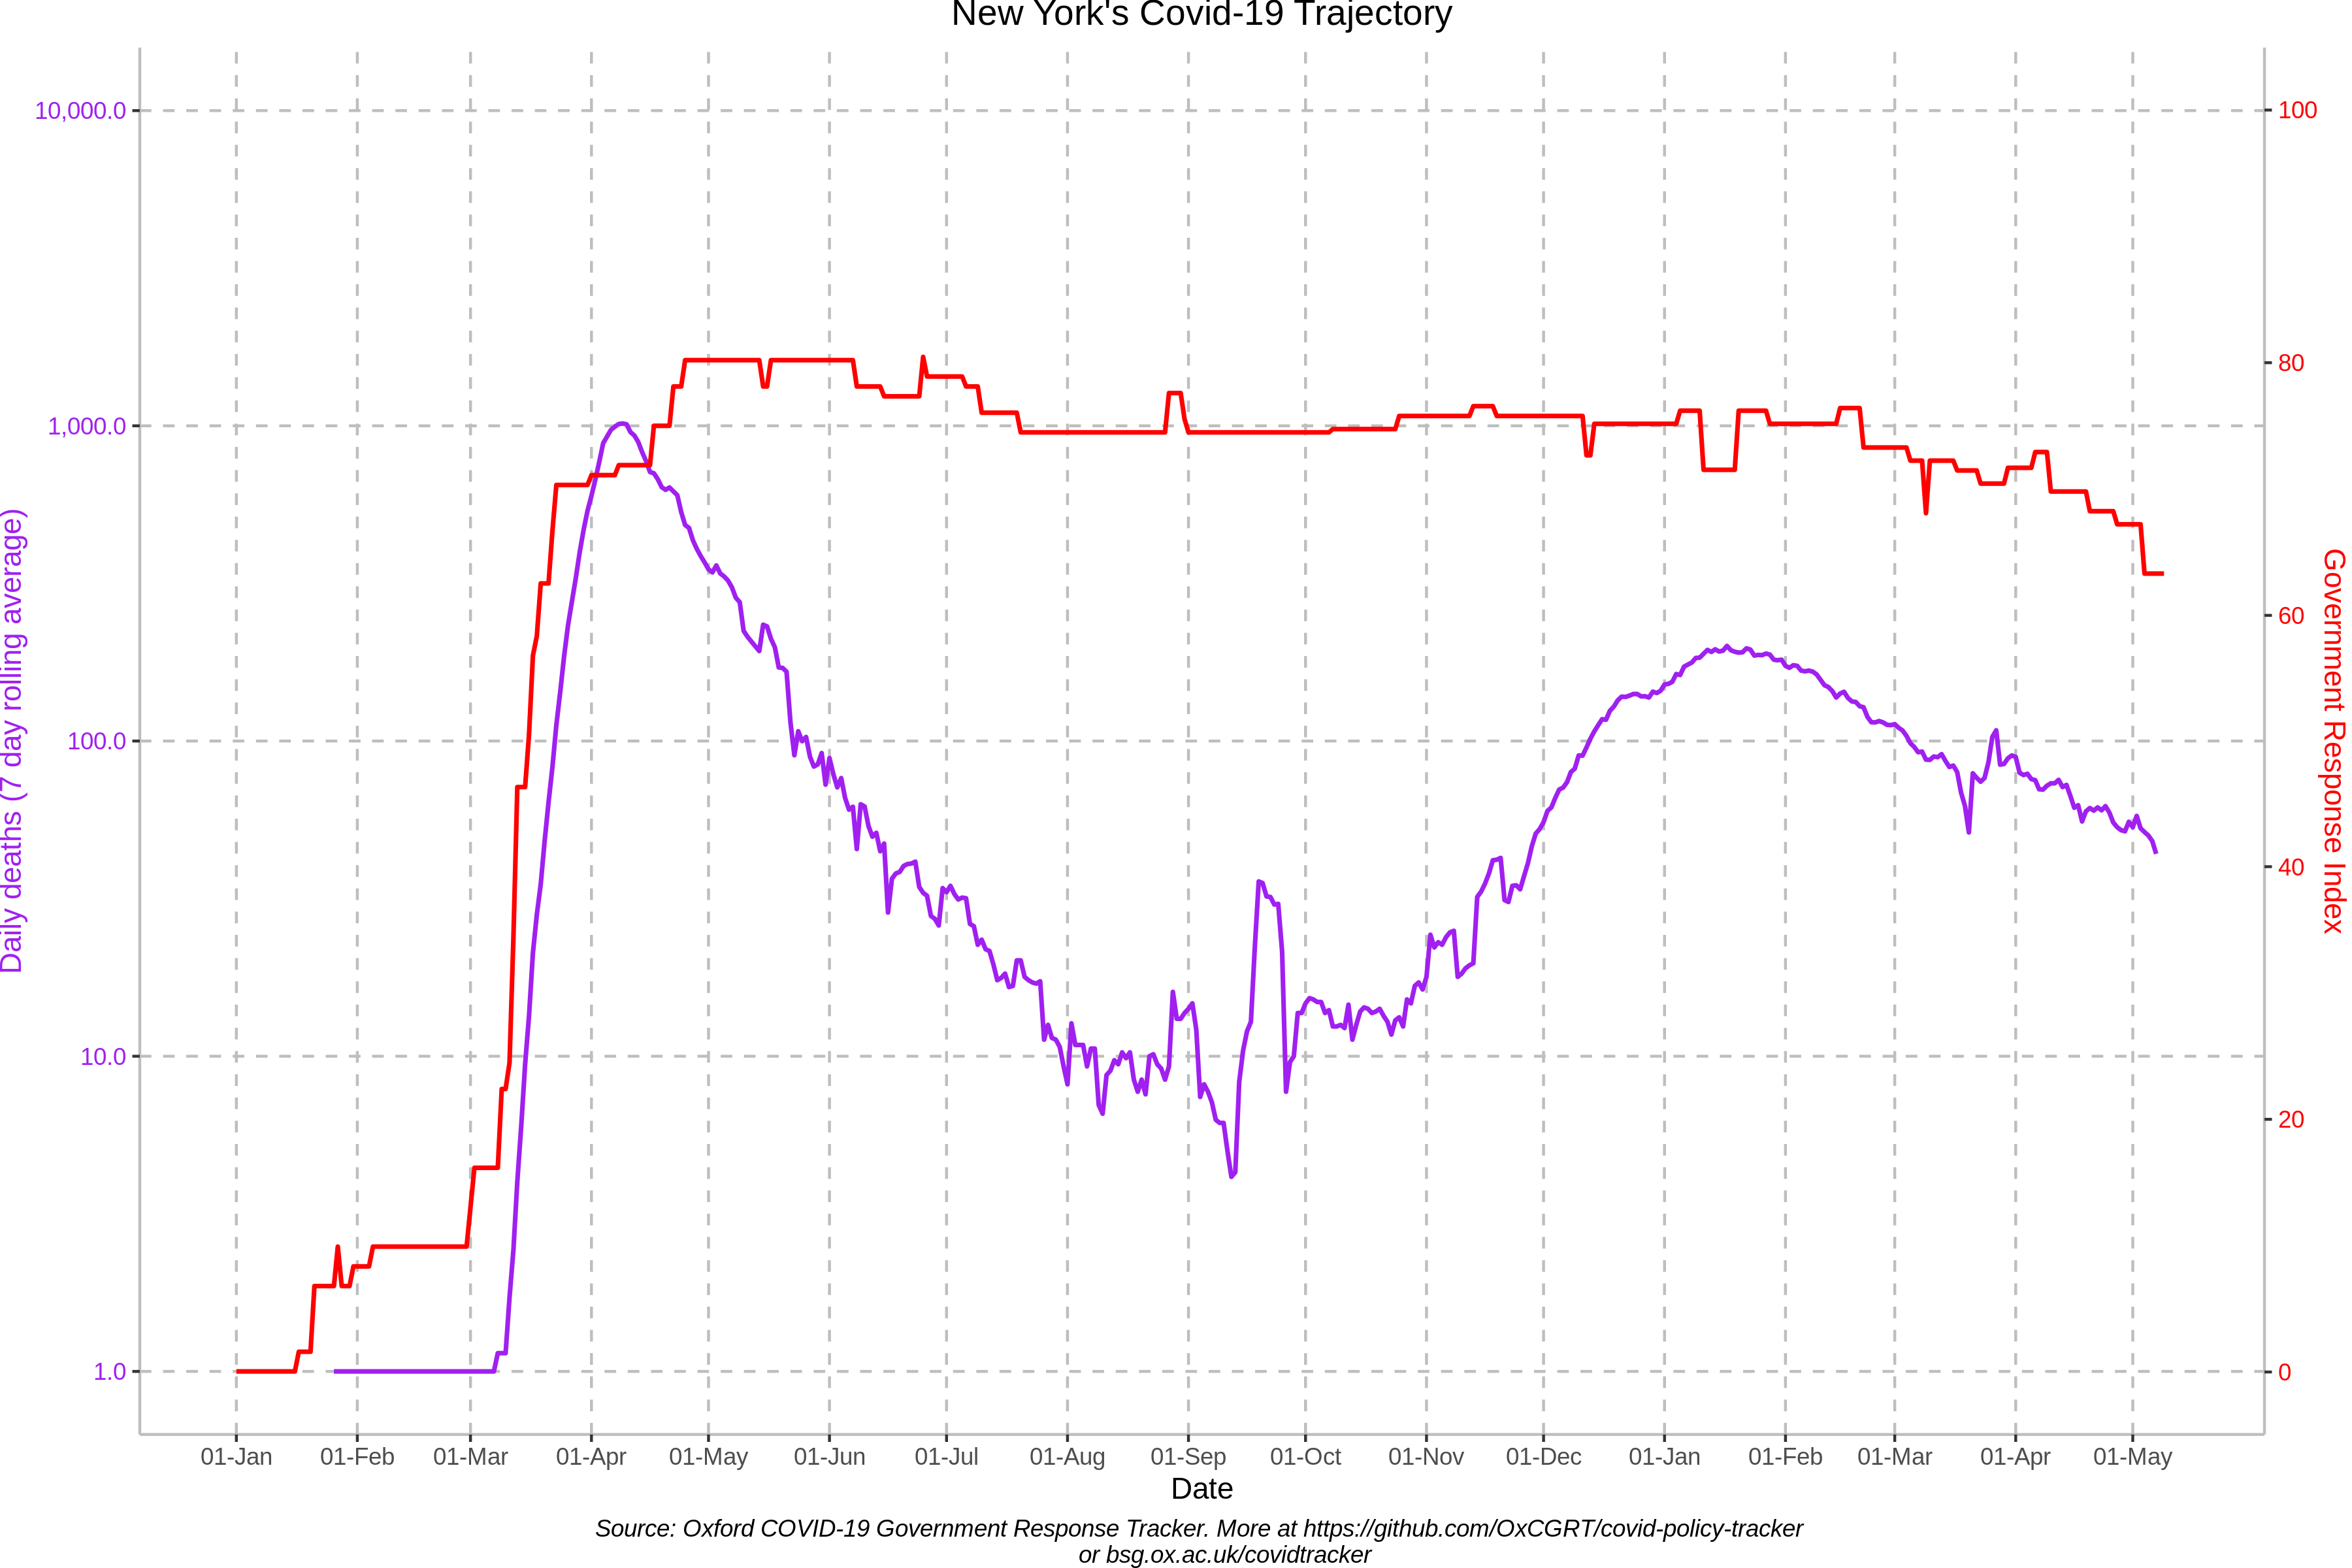 New York's Covid-19 Trajectory
10,000.0
1,000.0
100.0
10.0
1.0
Daily deaths (7 day rolling average)
100
80
60
40
20
0
Government Response Index
01-Jan 01-Feb 01-Mar 01-Apr 01-May 01-Jun 01-Jul 01-Aug 01-Sep 01-Oct 01-Nov 01-Dec 01-Jan 01-Feb 01-Mar 01-Apr 01-May
Date
Source: Oxford COVID-19 Government Response Tracker. More at https://github.com/OxCGRT/covid-policy-tracker
or bsg.ox.ac.uk/covidtracker